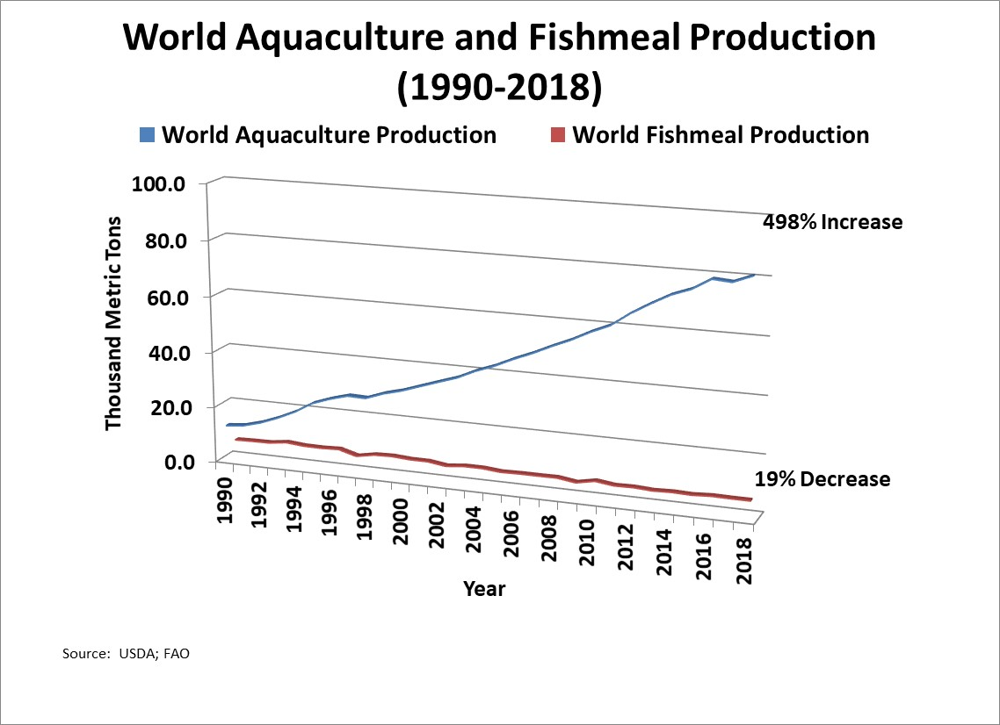 World Aquaculture and Fishmeal Production
(1990-2018)
World Aquaculture Production
World Fishmeal Production
100.0
80.0
60.0
40.0
20.0
0.0
Thousand Metric Tons
498% Increase
19% Decrease
1990
1992
1994
1996
1998
2000
2002
2004
2006
2008
2010
2012
2014
2016
2018
Year
Source: USDA; FAO